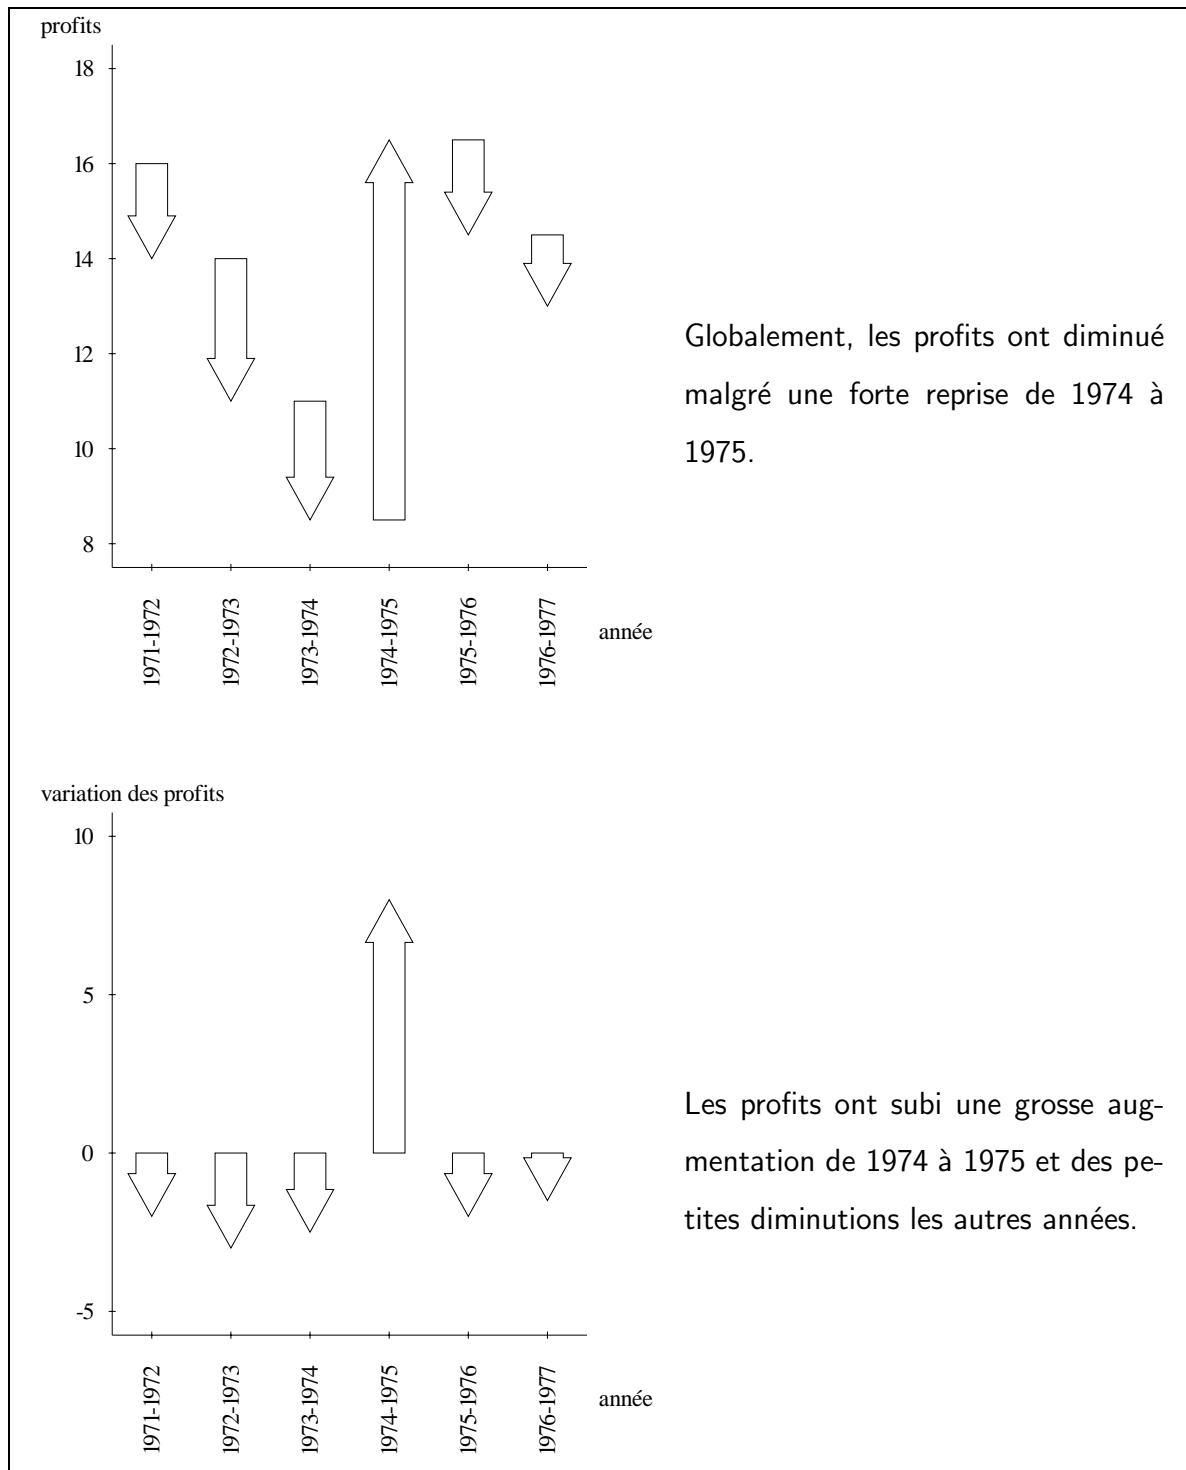 profits
18
16
14
12
10
8
1971-1972
1972-1973
1973-1974
1974-1975
1975-1976
1976-1977
année
Globalement, les profits ont diminué
malgré une forte reprise de 1974 à
1975.
variation des profits
10
5
0
-5
1971-1972
1972-1973
1973-1974
1974-1975
1975-1976
1976-1977
année
Les profits ont subi une grosse aug-
mentation de 1974 à 1975 et des pe-
tites diminutions les autres années.